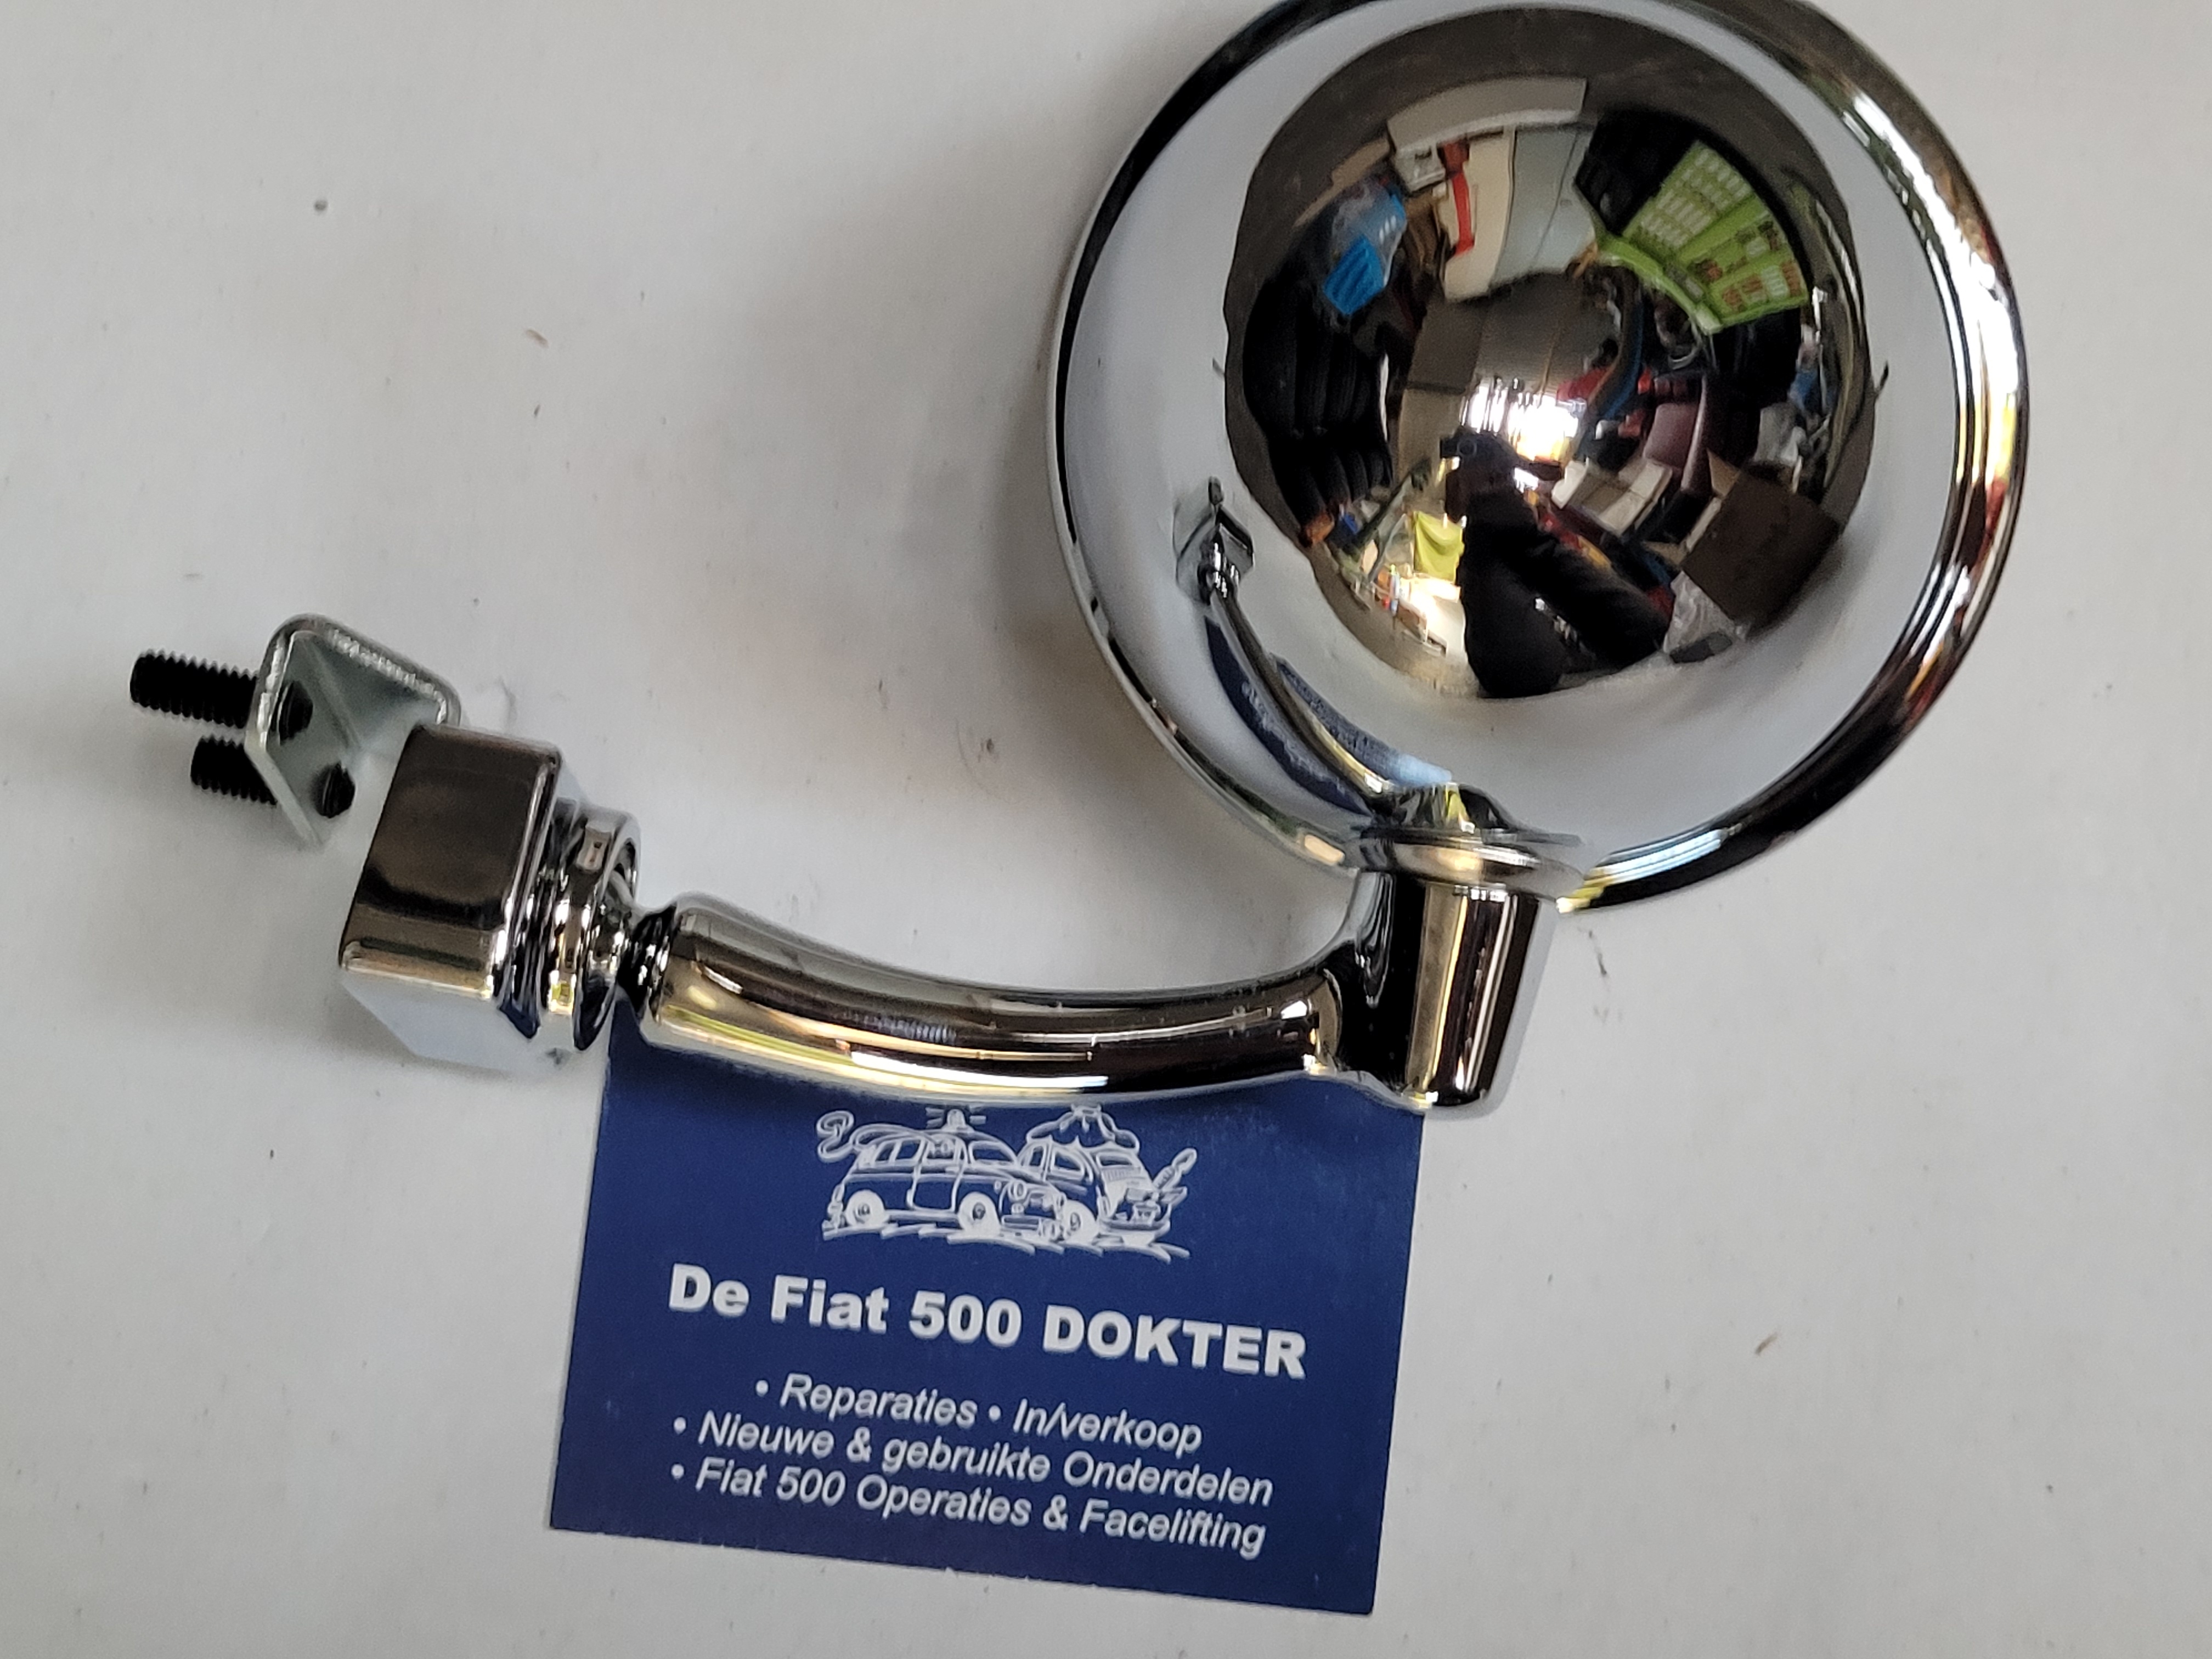 De Fiat 500 DOKTER
• Reparaties • In/verkoop
• Nieuwe & gebruikte Onderdelen
• Fiat 500 Operaties & Facelifting